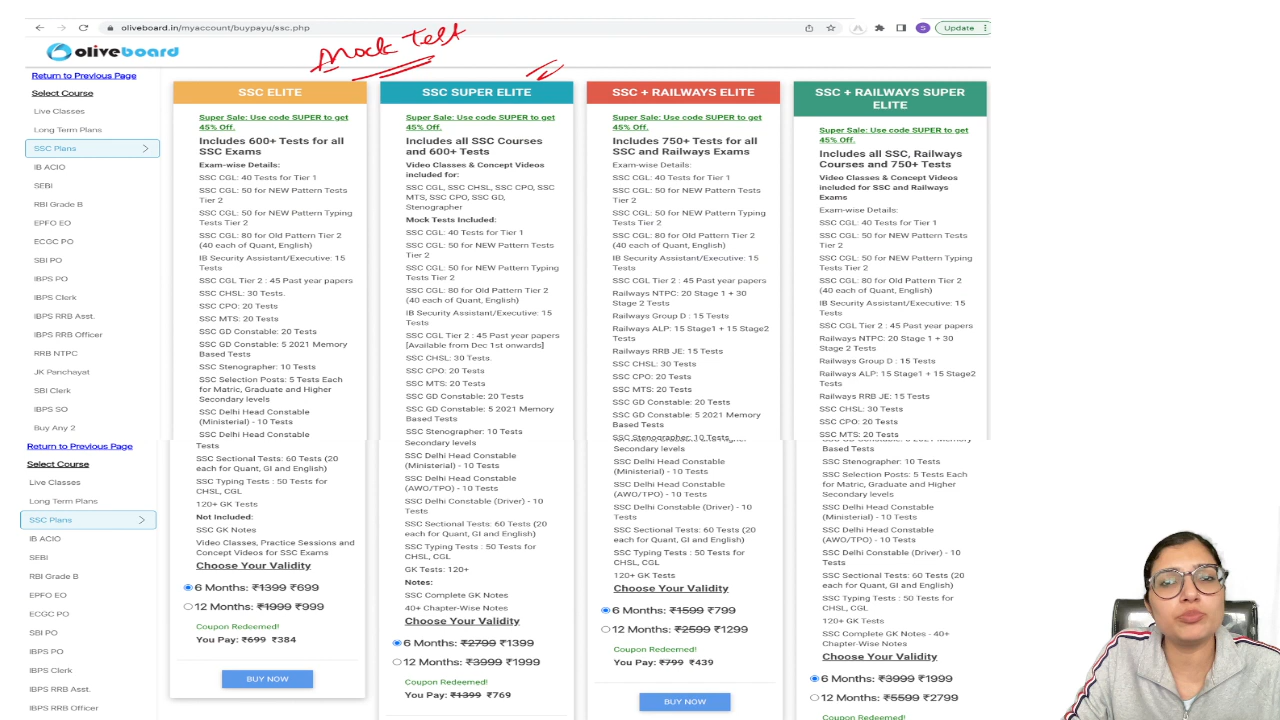 oliveboard.in/myaccount/buypayu/ssc.php
S
Update
oliveboard
Mock Test
Return to Previous Page
Select Course
Live Classes
Long Term Plans
SSC Plans
IB ACIO
SEBI
RBI Grade B
EPFO EO
ECGC PO
SBI PO
IBPS PO
IBPS Clerk
IBPS RRB Asst.
IBPS RRB Officer
RRB NTPC
JK Panchayat
SBI Clerk
IBPS SO
Buy Any 2
Return to Previous Page
Select Course
Live Classes
Long Term Plans
SSC Plans
IB ACIO
SEBI
RBI Grade B
EPFO EO
ECGC PO
SBI PO
IBPS PO
IBPS Clerk
IBPS RRB Asst.
IBPS RRB Officer
SSC ELITE
Super Sale: Use code SUPER to get
45% Off.
Includes 600+ Tests for all
SSC Exams
Exam-wise Details:
SSC CGL: 40 Tests for Tier 1
SSC CGL: 50 for NEW Pattern Tests
Tier 2
SSC CGL: 50 for NEW Pattern Typing
Tests Tier 2
SSC CGL: 80 for Old Pattern Tier 2
(40 each of Quant, English)
IB Security Assistant/Executive: 15
Tests
SSC CGL Tier 2 : 45 Past year papers
SSC CHSL: 30 Tests.
SSC CPO: 20 Tests
SSC MTS: 20 Tests
SSC GD Constable: 20 Tests
SSC GD Constable: 5 2021 Memory
Based Tests
SSC Stenographer: 10 Tests
SSC Selection Posts: 5 Tests Each
for Matric, Graduate and Higher
Secondary levels
SSC Delhi Head Constable
(Ministerial) - 10 Tests
SSC Delhi Head Constable
Tests
SSC Sectional Tests: 60 Tests (20
each for Quant, GI and English)
SSC Typing Tests : 50 Tests for
CHSL, CGL
120+ GK Tests
Not Included:
SSC GK Notes
Video Classes, Practice Sessions and
Concept Videos for SSC Exams
Choose Your Validity
6 Months: ₹1399 ₹699
12 Months: ₹1999 ₹999
Coupon Redeemed!
You Pay: ₹699 ₹384
BUY NOW
SSC SUPER ELITE
Super Sale: Use code SUPER to get
45% Off.
Includes all SSC Courses
and 600+ Tests
Video Classes & Concept Videos
included for:
SSC CGL, SSC CHSL, SSC CPO, SSC
MTS, SSC CPO, SSC GD,
Stenographer
Mock Tests Included:
SSC CGL: 40 Tests for Tier 1
SSC CGL: 50 for NEW Pattern Tests
Tier 2
SSC CGL: 50 for NEW Pattern Typing
Tests Tier 2
SSC CGL: 80 for Old Pattern Tier 2
(40 each of Quant, English)
IB Security Assistant/Executive: 15
Tests
SSC CGL Tier 2 : 45 Past year papers
[Available from Dec 1st onwards]
SSC CHSL: 30 Tests.
SSC CPO: 20 Tests
SSC MTS: 20 Tests
SSC GD Constable: 20 Tests
SSC GD Constable: 5 2021 Memory
Based Tests
SSC Stenographer: 10 Tests
Secondary levels
SSC Delhi Head Constable
(Ministerial) - 10 Tests
SSC Delhi Head Constable
(AWO/TPO) - 10 Tests
SSC Delhi Constable (Driver) - 10
Tests
SSC Sectional Tests: 60 Tests (20
each for Quant, GI and English)
SSC Typing Tests : 50 Tests for
CHSL, CGL
GK Tests: 120+
Notes:
SSC Complete GK Notes
40+ Chapter-Wise Notes
Choose Your Validity
6 Months: ₹2799 ₹1399
12 Months: ₹3999 ₹1999
Coupon Redeemed!
You Pay: ₹1399 ₹769
SSC + RAILWAYS ELITE
Super Sale: Use code SUPER to get
45% Off.
Includes 750+ Tests for all
SSC and Railways Exams
Exam-wise Details:
SSC CGL: 40 Tests for Tier 1
SSC CGL: 50 for NEW Pattern Tests
Tier 2
SSC CGL: 50 for NEW Pattern Typing
Tests Tier 2
SSC CGL: 80 for Old Pattern Tier 2
(40 each of Quant, English)
IB Security Assistant/Executive: 15
Tests
SSC CGL Tier 2 : 45 Past year papers
Railways NTPC: 20 Stage 1 + 30
Stage 2 Tests
Railways Group D : 15 Tests
Railways ALP: 15 Stage1 + 15 Stage2
Tests
Railways RRB JE: 15 Tests
SSC CHSL: 30 Tests
SSC CPO: 20 Tests
SSC MTS: 20 Tests
SSC GD Constable: 20 Tests
SSC GD Constable: 5 2021 Memory
Based Tests
SSC Stenographer: 10 Tests
Secondary levels
SSC Delhi Head Constable
(Ministerial) - 10 Tests
SSC Delhi Head Constable
(AWO/TPO) - 10 Tests
SSC Delhi Constable (Driver) - 10
Tests
SSC Sectional Tests: 60 Tests (20
each for Quant, GI and English)
SSC Typing Tests : 50 Tests for
CHSL, CGL
120+ GK Tests
Choose Your Validity
6 Months: ₹1599 ₹799
12 Months: ₹2599 ₹1299
Coupon Redeemed!
You Pay: ₹799 ₹439
BUY NOW
SSC + RAILWAYS SUPER
ELITE
Super Sale: Use code SUPER to get
45% Off.
Includes all SSC, Railways
Courses and 750+ Tests
Video Classes & Concept Videos
included for SSC and Railways
Exams
Exam-wise Details:
SSC CGL: 40 Tests for Tier 1
SSC CGL: 50 for NEW Pattern Tests
Tier 2
SSC CGL: 50 for NEW Pattern Typing
Tests Tier 2
SSC CGL: 80 for Old Pattern Tier 2
(40 each of Quant, English)
IB Security Assistant/Executive: 15
Tests
SSC CGL Tier 2 : 45 Past year papers
Railways NTPC: 20 Stage 1 + 30
Stage 2 Tests
Railways Group D : 15 Tests
Railways ALP: 15 Stage1 + 15 Stage2
Tests
Railways RRB JE: 15 Tests
SSC CHSL: 30 Tests
SSC CPO: 20 Tests
SSC MTS: 20 Tests
Based Tests
SSC Stenographer: 10 Tests
SSC Selection Posts: 5 Tests Each
for Matric, Graduate and Higher
Secondary levels
SSC Delhi Head Constable
(Ministerial) - 10 Tests
SSC Delhi Head Constable
(AWO/TPO) - 10 Tests
SSC Delhi Constable (Driver) - 10
Tests
SSC Sectional Tests: 60 Tests (20
each for Quant, GI and English)
SSC Typing Tests : 50 Tests for
CHSL, CGL
120+ GK Tests
SSC Complete GK Notes - 40+
Chapter-Wise Notes
Choose Your Validity
6 Months: ₹3999 ₹1999
12 Months: ₹5599 ₹2799
Coupon Redeemed!